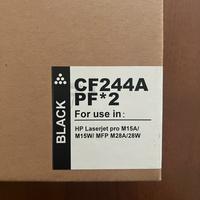 BLACK
CF244A
PF*2
For use in:
HP Laserjet pro M15A/
M15W/ MFP M28A/28W